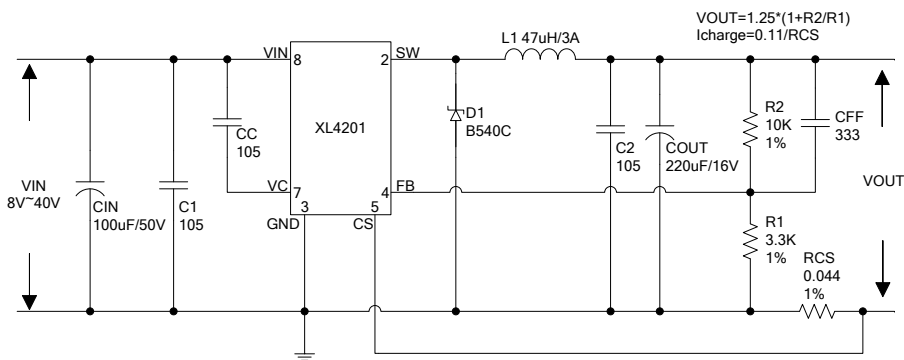 VOUT=1.25*(1+R2/R1)
Icharge=0.11/RCS
L1 47uH/3A
VIN
8
2
SW
XL4201
CC
105
D1
B540C
R2
10K
1%
CFF
333
C2
105
COUT
220uF/16V
VIN
8V~40V
CIN
100uF/50V
C1
105
VC
7
4
FB
3
5
GND
CS
VOUT
R1
3.3K
1%
RCS
0.044
1%